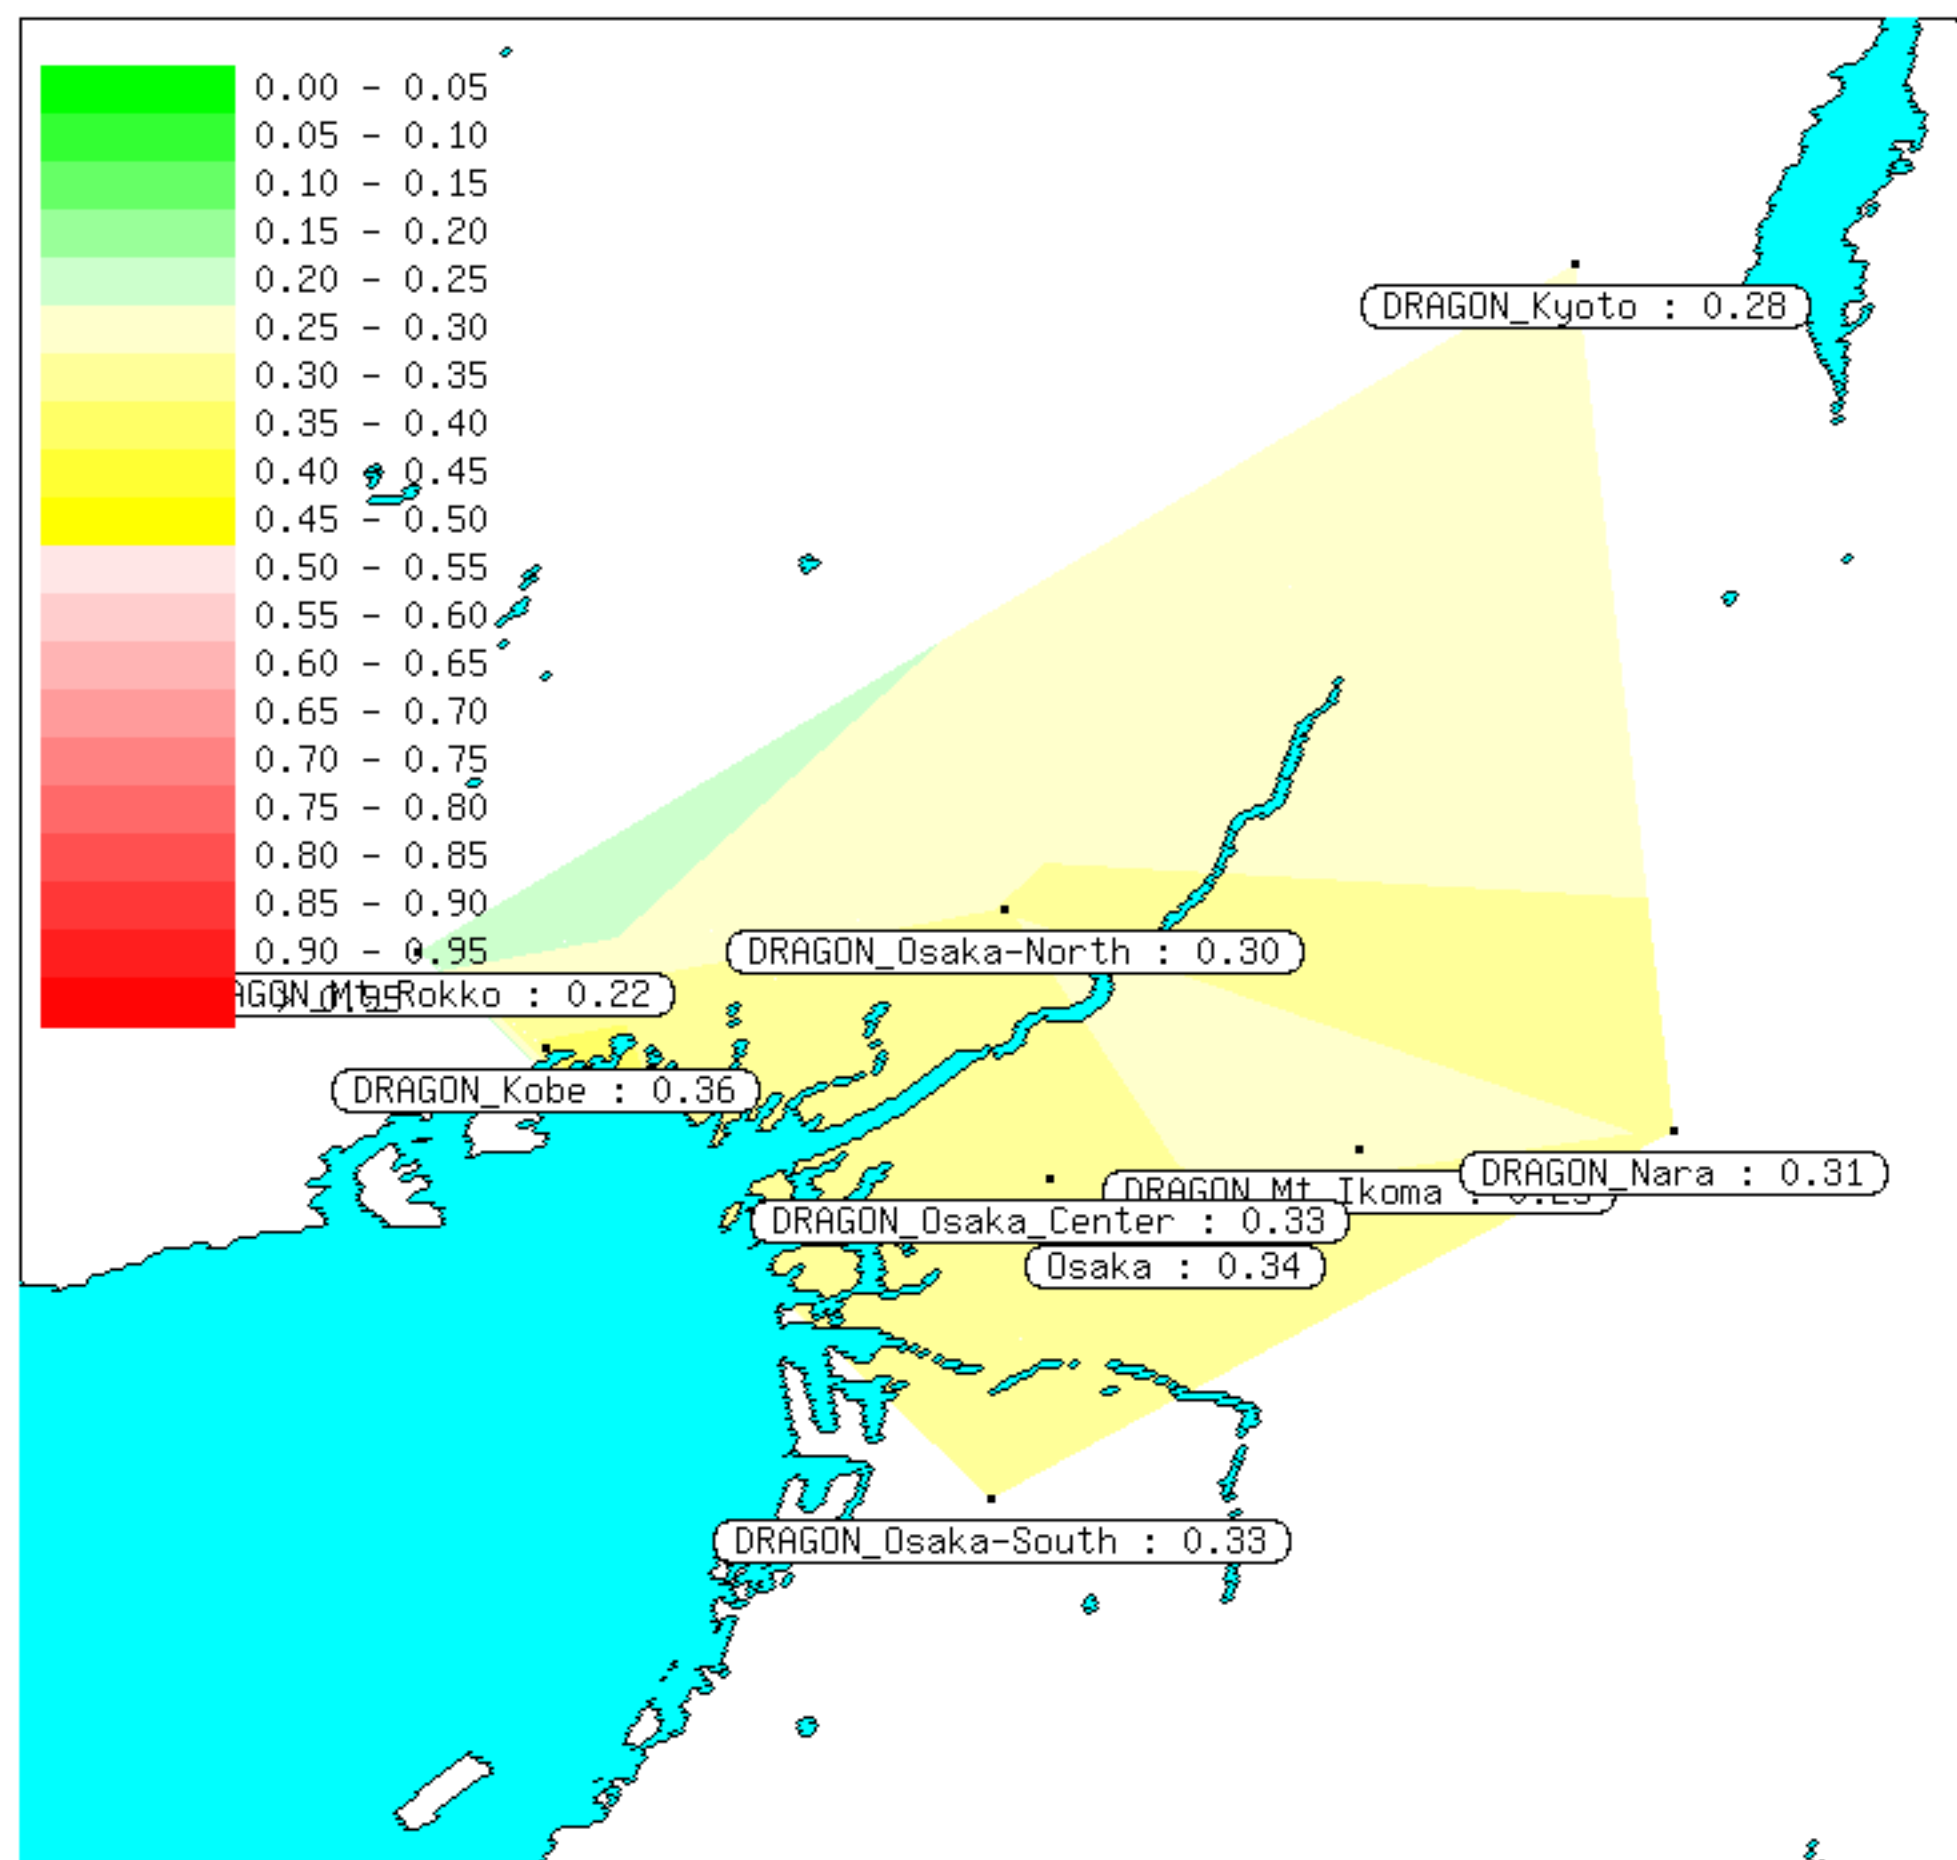 0.00 - 0.05
0.05 - 0.10
0.10 - 0.15
0.15 - 0.20
0.20 - 0.25
0.25 - 0.30
0.30 - 0.35
0.35 - 0.40
0.40 - 0.45
0.45 - 0.50
0.50 - 0.55
0.55 - 0.60
0.60 - 0.65
0.65 - 0.70
0.70 - 0.75
0.75 - 0.80
0.80 - 0.85
0.85 - 0.90
0.90 - 0.95
> 0.95
DRAGON_Kyoto : 0.28
DRAGON_Osaka-North : 0.30
AGON_Mt_Rokko : 0.22
DRAGON_Kobe : 0.36
DRAGON_Nara : 0.31
DRAGON_Mt_Ikoma :
DRAGON_Osaka_Center : 0.33
Osaka : 0.34
DRAGON_Osaka-South : 0.33